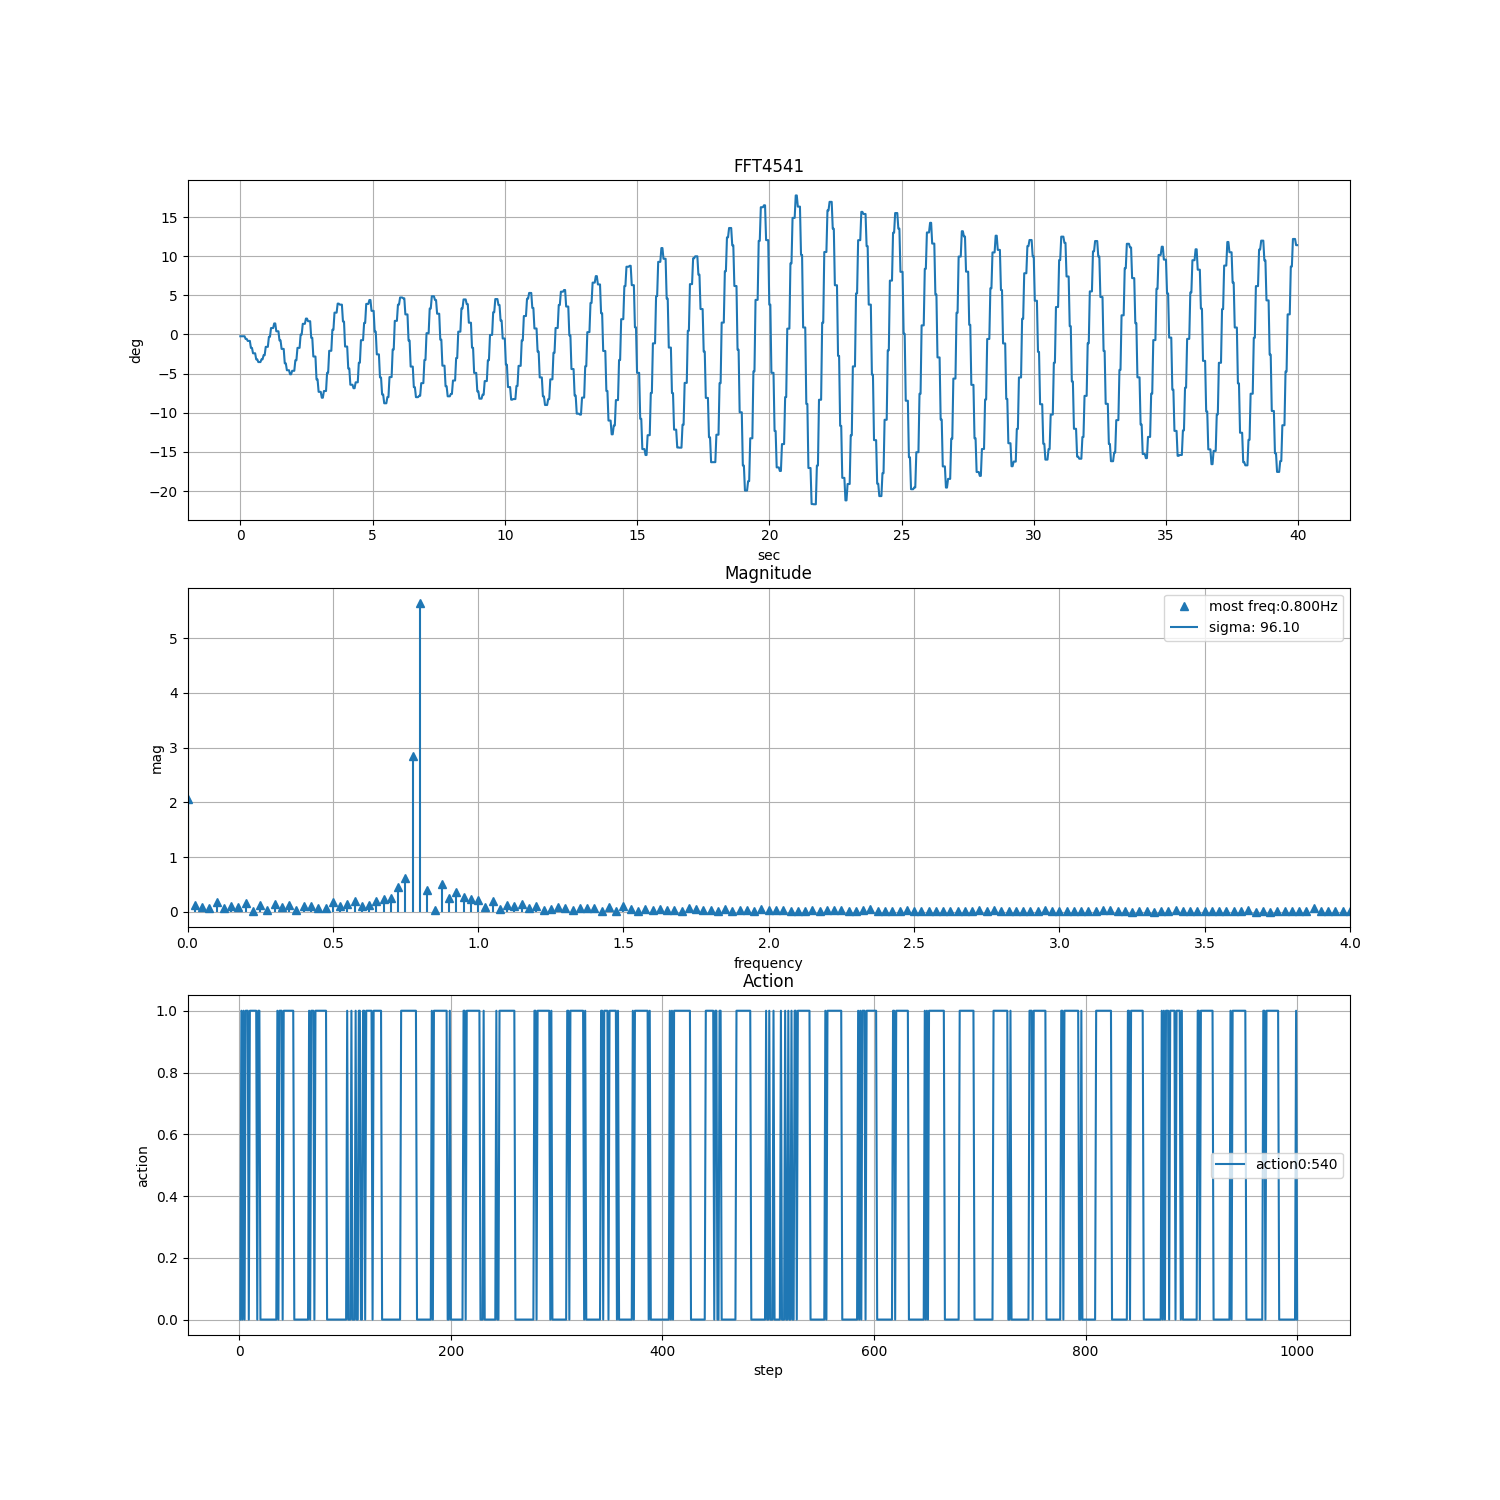 FFT4541
15
10
5
0
−5
−10
−15
−20
deg
0 5 10 15 20 25 30 35 40
sec
Magnitude
most freq:0.800Hz
sigma: 96.10
5
4
3
2
1
0
mag
0.0 0.5 1.0 1.5 2.0 2.5 3.0 3.5 4.0
frequency
Action
1.0
0.8
0.6
0.4
0.2
0.0
action
action0:540
0 200 400 600 800 1000
step